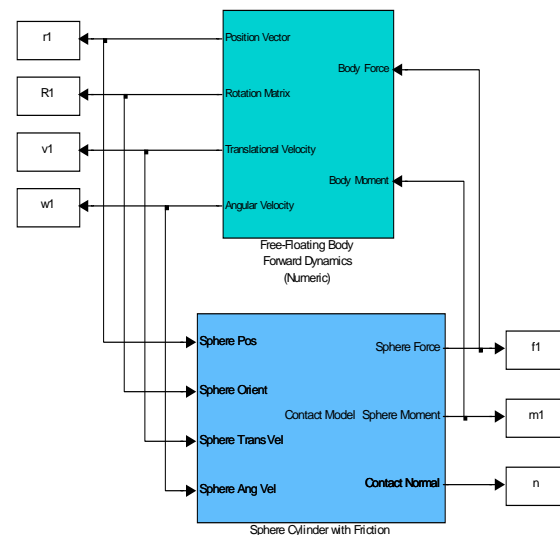 r1
Position Vector
Body Force
R1
Rotation Matrix
v1
Translational Velocity
Body Moment
w1
Angular Velocity
Free-Floating Body
Forward Dynamics
(Numeric)
Sphere Pos
Sphere Force
f1
Sphere Orient
Contact Model
Sphere Moment
m1
Sphere Trans Vel
Sphere Ang Vel
Contact Normal
n
Sphere Cylinder with Friction